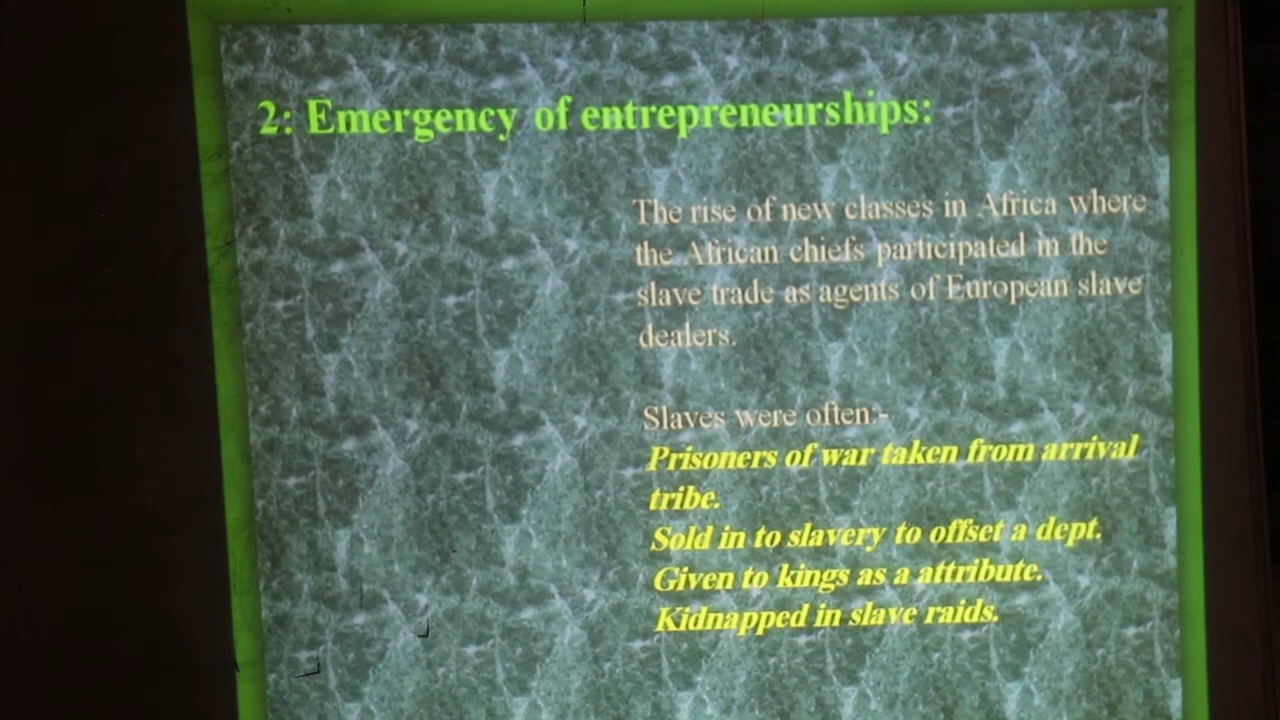 2: Emergency of entrepreneurships:
The rise of new classes in Africa where
the African chiefs participated in the
slave trade as agents of European slave
dealers.
Slaves were often:-
Prisoners of war taken from arrival
tribe.
Sold in to slavery to offset a dept.
Given to kings as a attribute.
Kidnapped in slave raids.